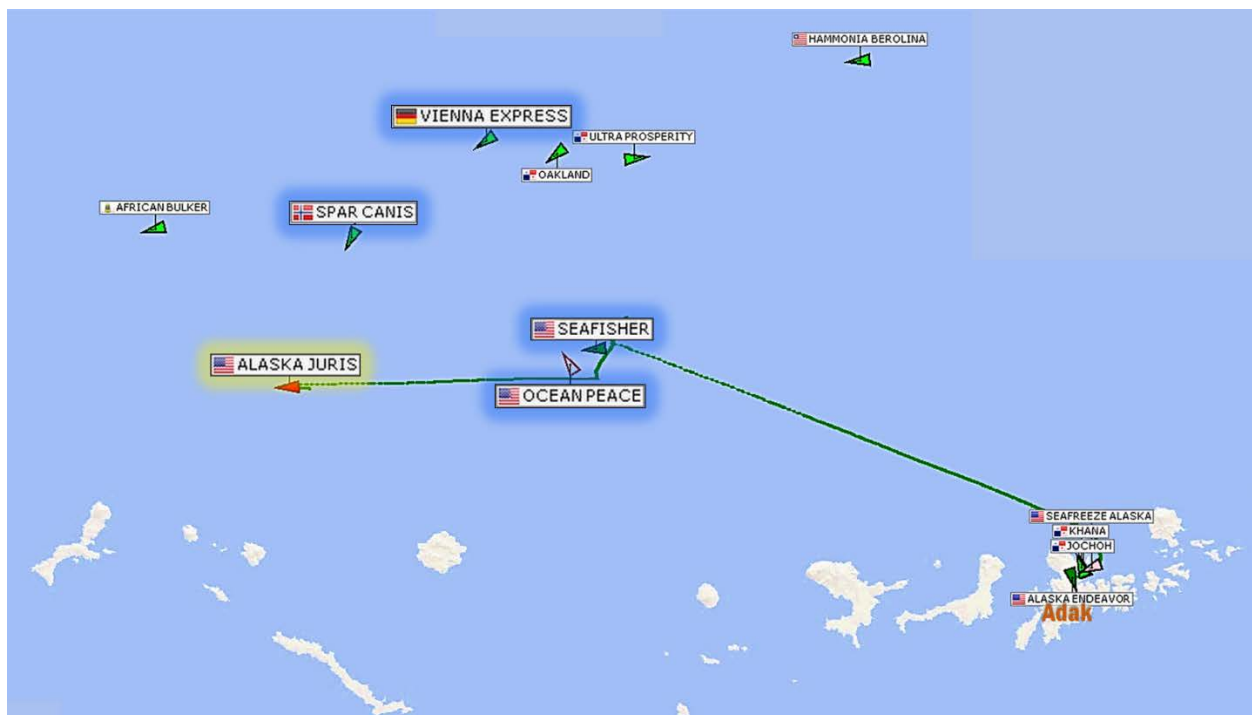 HAMMONIA BEROLINA
VIENNA EXPRESS
ULTRA PROSPERITY
OAKLAND
AFRICAN BULKER
SPAR CANIS
SEAFISHER
ALASKA JURIS
OCEAN PEACE
SEAFREEZE ALASKA
KHANA
JOCHOH
ALASKA ENDEAVOR
Adak